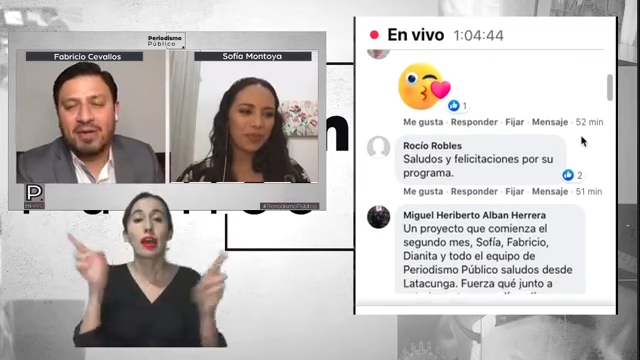 Periodismo
Público
Fabricio Cevallos
Sofía Montoya
P.
EN VIVO
#PeriodismoPúblico
En vivo 1:04:44
1
Me gusta · Responder · Fijar · Mensaje · 52 min
Rocío Robles
Saludos y felicitaciones por su
programa.
2
Me gusta · Responder · Fijar · Mensaje · 51 min
Miguel Heriberto Alban Herrera
Un proyecto que comienza el
segundo mes, Sofía, Fabricio,
Dianita y todo el equipo de
Periodismo Público saludos desde
Latacunga. Fuerza qué junto a